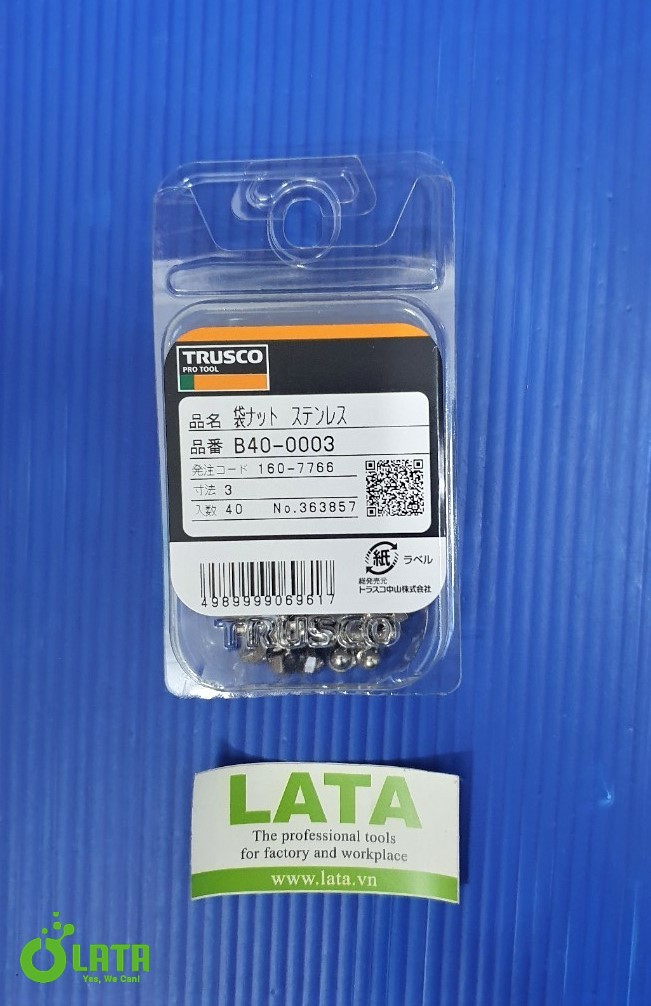 TRUSCO
PRO TOOL
品名 袋ナット ステンレス
品番 B40-0003
発注コード 160-7766
寸法 3
入数 40 No.363857
紙 ラベル
総発売元
トラスコ中山株式会社
4989999069617
TRUSCO
LATA
The professional tools
for factory and workplace
www.lata.vn
LATA
Yes, We Can!